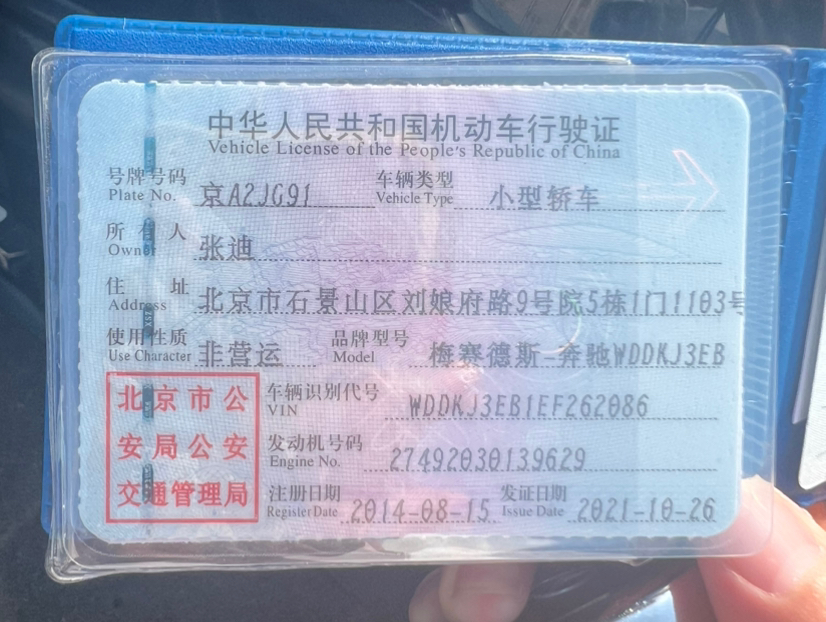 中华人民共和国机动车行驶证
Vehicle License of the People's Republic of China
号牌号码 京A2JG91 车辆类型 小型轿车
Plate No. Vehicle Type
所有人 张迪
Owner
住址 北京市石景山区刘娘府路9号院5栋1门1103号
Address
使用性质 非营运 品牌型号 梅赛德斯-奔驰WDDKJ3EB
Use Character Model
北京市公
安局公安
交通管理局
车辆识别代号 WDDKJ3EB1EF262086
VIN
发动机号码 27492030139629
Engine No.
注册日期 2014-08-15 发证日期 2021-10-26
Register Date Issue Date